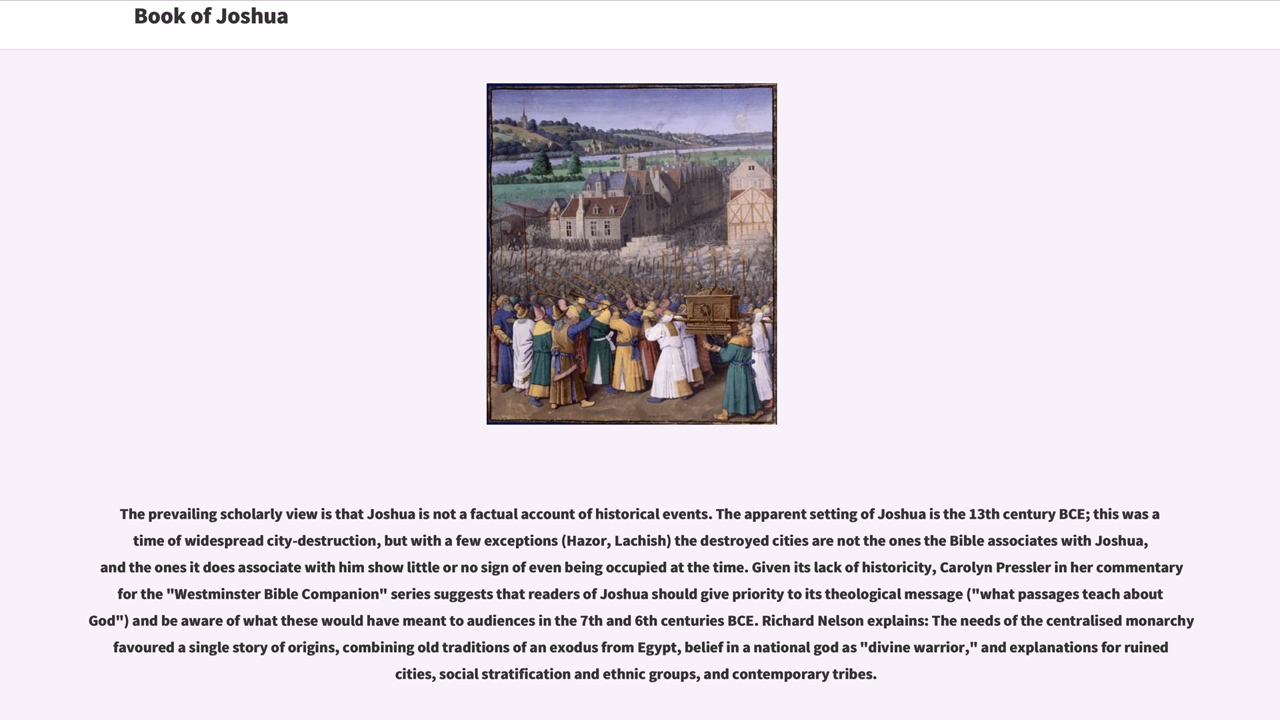 Book of Joshua
The prevailing scholarly view is that Joshua is not a factual account of historical events. The apparent setting of Joshua is the 13th century BCE; this was a
time of widespread city-destruction, but with a few exceptions (Hazor, Lachish) the destroyed cities are not the ones the Bible associates with Joshua,
and the ones it does associate with him show little or no sign of even being occupied at the time. Given its lack of historicity, Carolyn Pressler in her commentary
for the "Westminster Bible Companion" series suggests that readers of Joshua should give priority to its theological message ("what passages teach about
God") and be aware of what these would have meant to audiences in the 7th and 6th centuries BCE. Richard Nelson explains: The needs of the centralised monarchy
favoured a single story of origins, combining old traditions of an exodus from Egypt, belief in a national god as "divine warrior," and explanations for ruined
cities, social stratification and ethnic groups, and contemporary tribes.